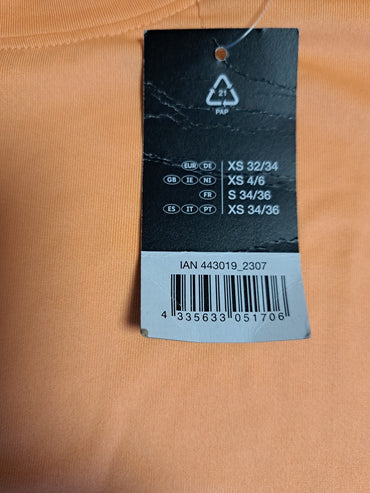 21
PAP
EUR DE XS 32/34
GB IE NI XS 4/6
FR S 34/36
ES IT PT XS 34/36
IAN 443019_2307
4 335633 051706